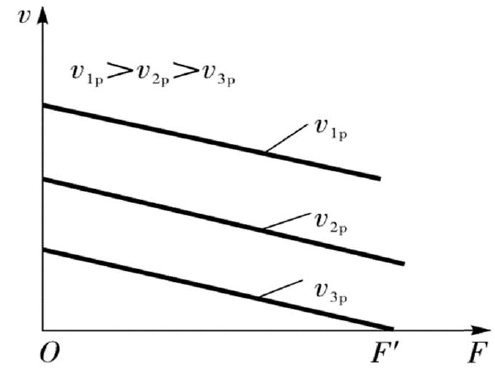 v
v₁ₚ>v₂ₚ>v₃ₚ
v₁ₚ
v₂ₚ
v₃ₚ
O F′ F